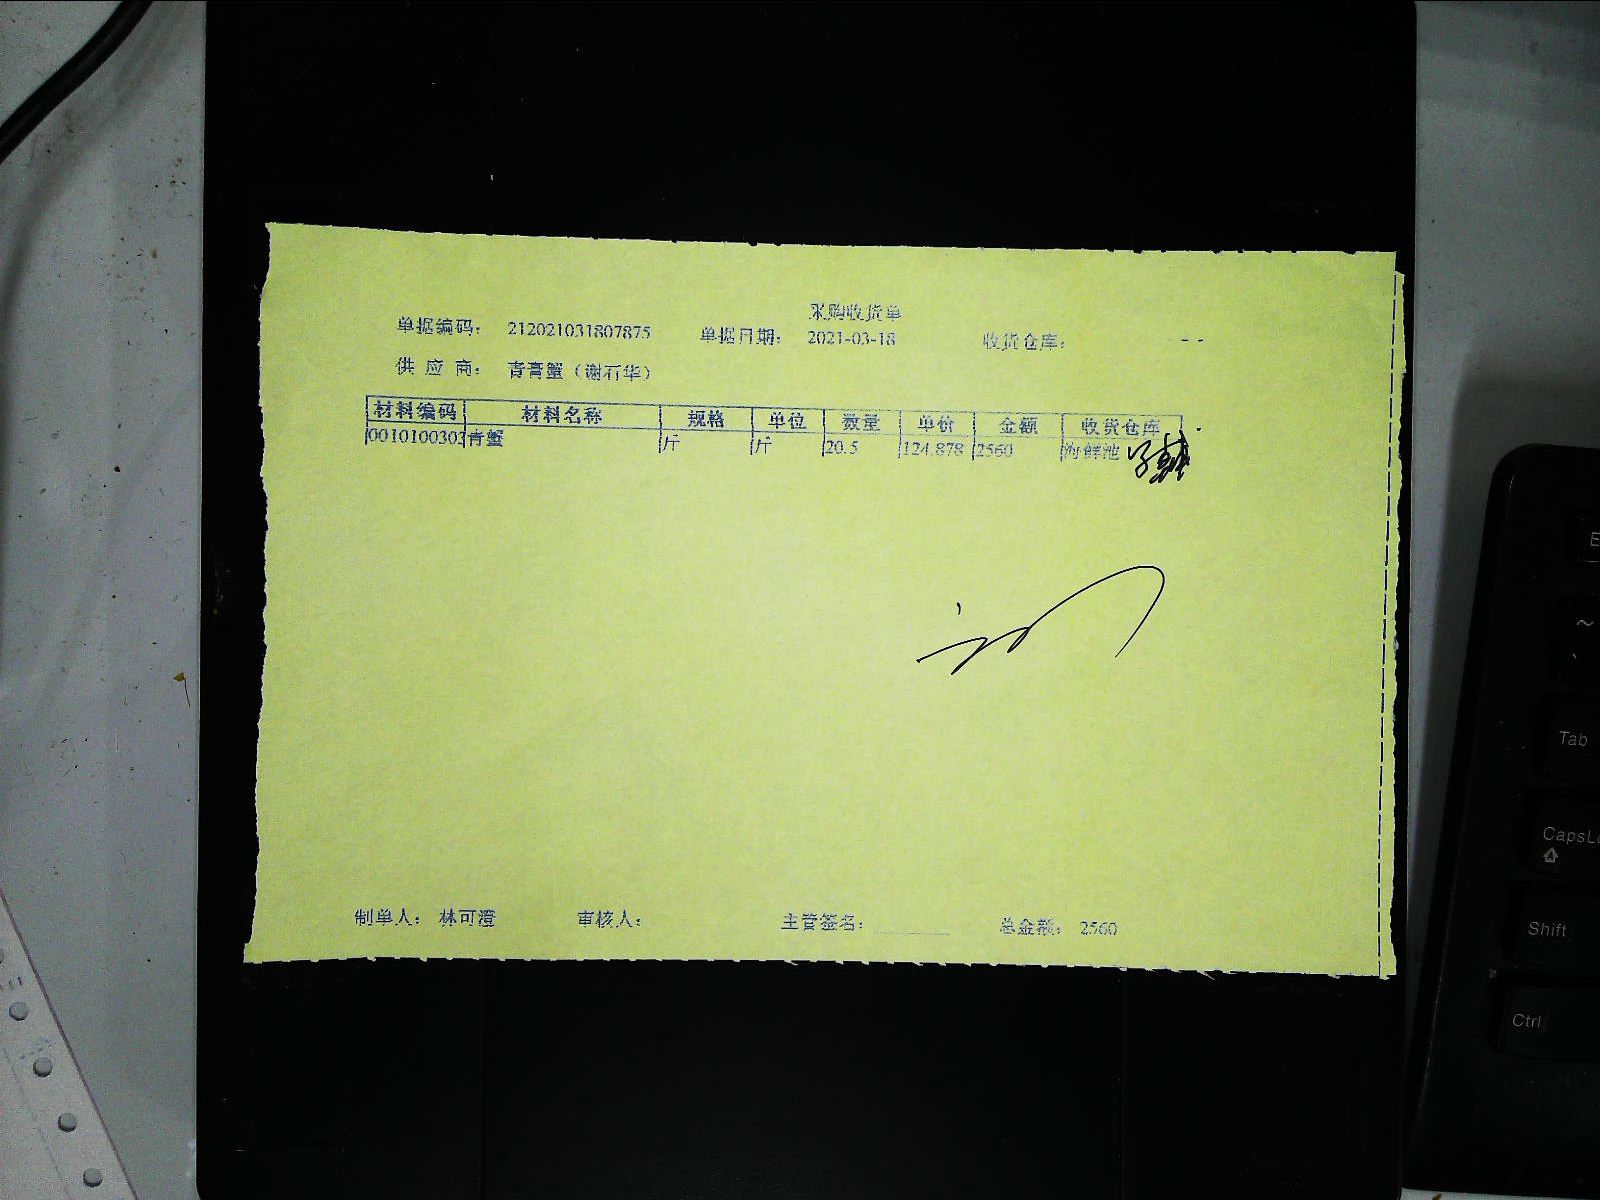 采购收货单
单据编码： 212021031807875 单据日期： 2021-03-18 收货仓库：
供 应 商： 青膏蟹（谢石华）
材料编码 材料名称 规格 单位 数量 单价 金额 收货仓库
0010100302 青蟹 斤 斤 20.5 124.878 2560 海鲜池
制单人： 林可澄 审核人： 主管签名： 总金额： 2560
Tab
Shift
Ctrl